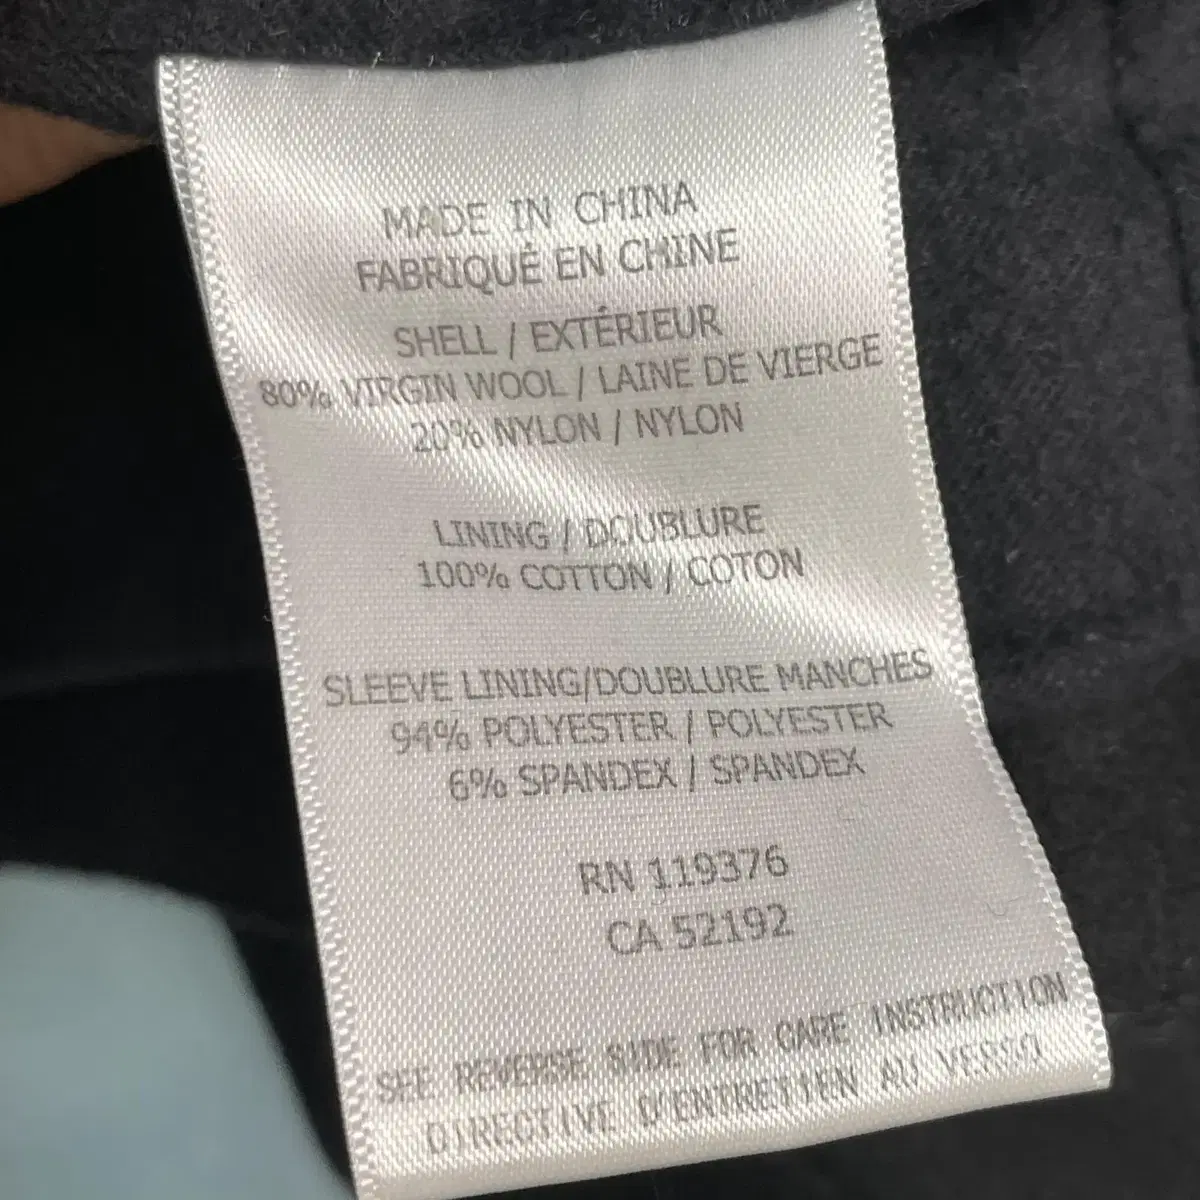 MADE IN CHINA
FABRIQUÉ EN CHINE
SHELL / EXTÉRIEUR
80% VIRGIN WOOL / LAINE DE VIERGE
20% NYLON / NYLON
LINING / DOUBLURE
100% COTTON / COTON
SLEEVE LINING/DOUBLURE MANCHES
94% POLYESTER / POLYESTER
6% SPANDEX / SPANDEX
RN 119376
CA 52192
SEE REVERSE SIDE FOR CARE INSTRUCTION
DIRECTIVE D'ENTRETIEN AU VERSO